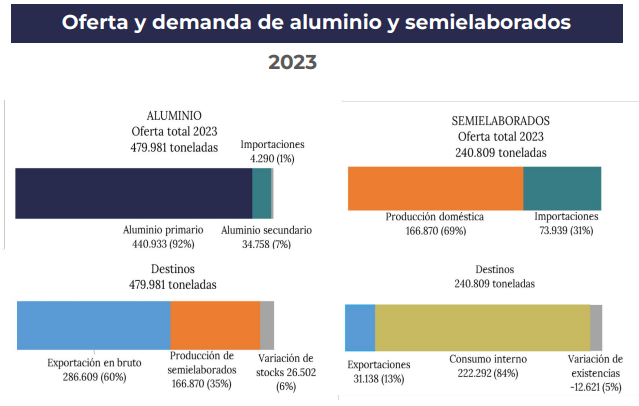 Oferta y demanda de aluminio y semielaborados
2023
ALUMINIO
Oferta total 2023
479.981 toneladas
Importaciones
4.290 (1%)
Aluminio primario
440.933 (92%)
Aluminio secundario
34.758 (7%)
Destinos
479.981 toneladas
Exportación en bruto
286.609 (60%)
Producción de
semielaborados
166.870 (35%)
Variación de
stocks 26.502
(6%)
SEMIELABORADOS
Oferta total 2023
240.809 toneladas
Producción doméstica
166.870 (69%)
Importaciones
73.939 (31%)
Destinos
240.809 toneladas
Exportaciones
31.138 (13%)
Consumo interno
222.292 (84%)
Variación de
existencias
-12.621 (5%)